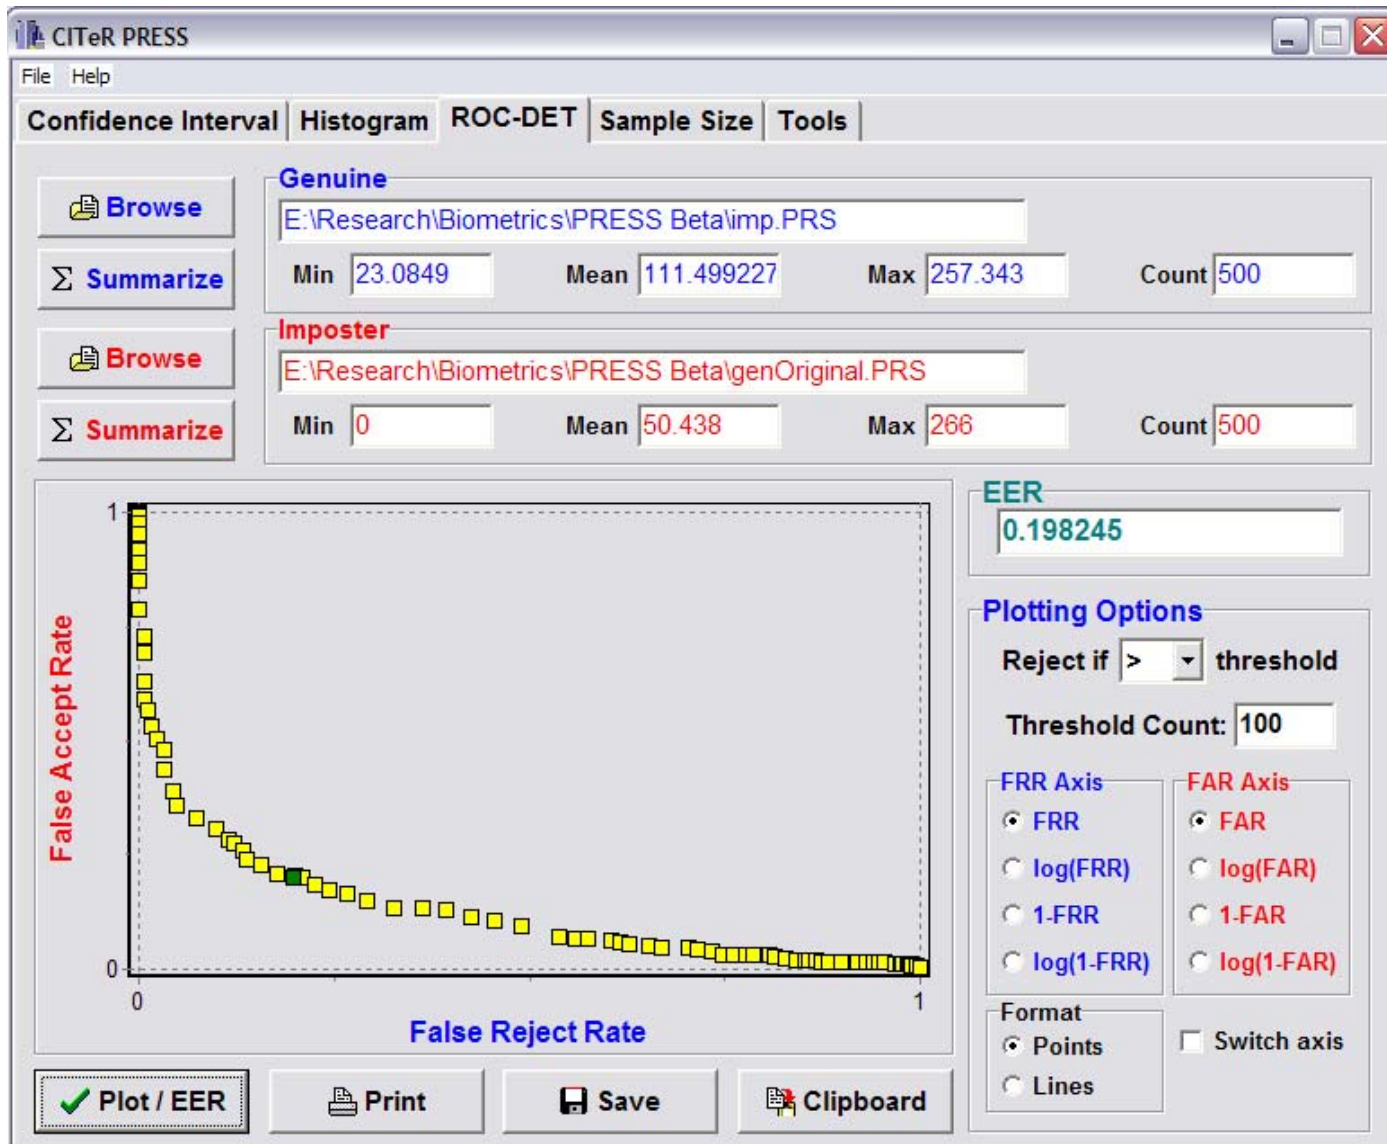 CITeR PRESS
File Help
Confidence Interval Histogram ROC-DET Sample Size Tools
Browse
Σ Summarize
Genuine
E:\Research\Biometrics\PRESS Beta\imp.PRS
Min 23.0849 Mean 111.499227 Max 257.343 Count 500
Browse
Σ Summarize
Imposter
E:\Research\Biometrics\PRESS Beta\genOriginal.PRS
Min 0 Mean 50.438 Max 266 Count 500
1
False Accept Rate
0
0 1
False Reject Rate
EER
0.198245
Plotting Options
Reject if > threshold
Threshold Count: 100
FRR Axis
FRR
log(FRR)
1-FRR
log(1-FRR)
FAR Axis
FAR
log(FAR)
1-FAR
log(1-FAR)
Format
Points
Lines
Switch axis
Plot / EER Print Save Clipboard